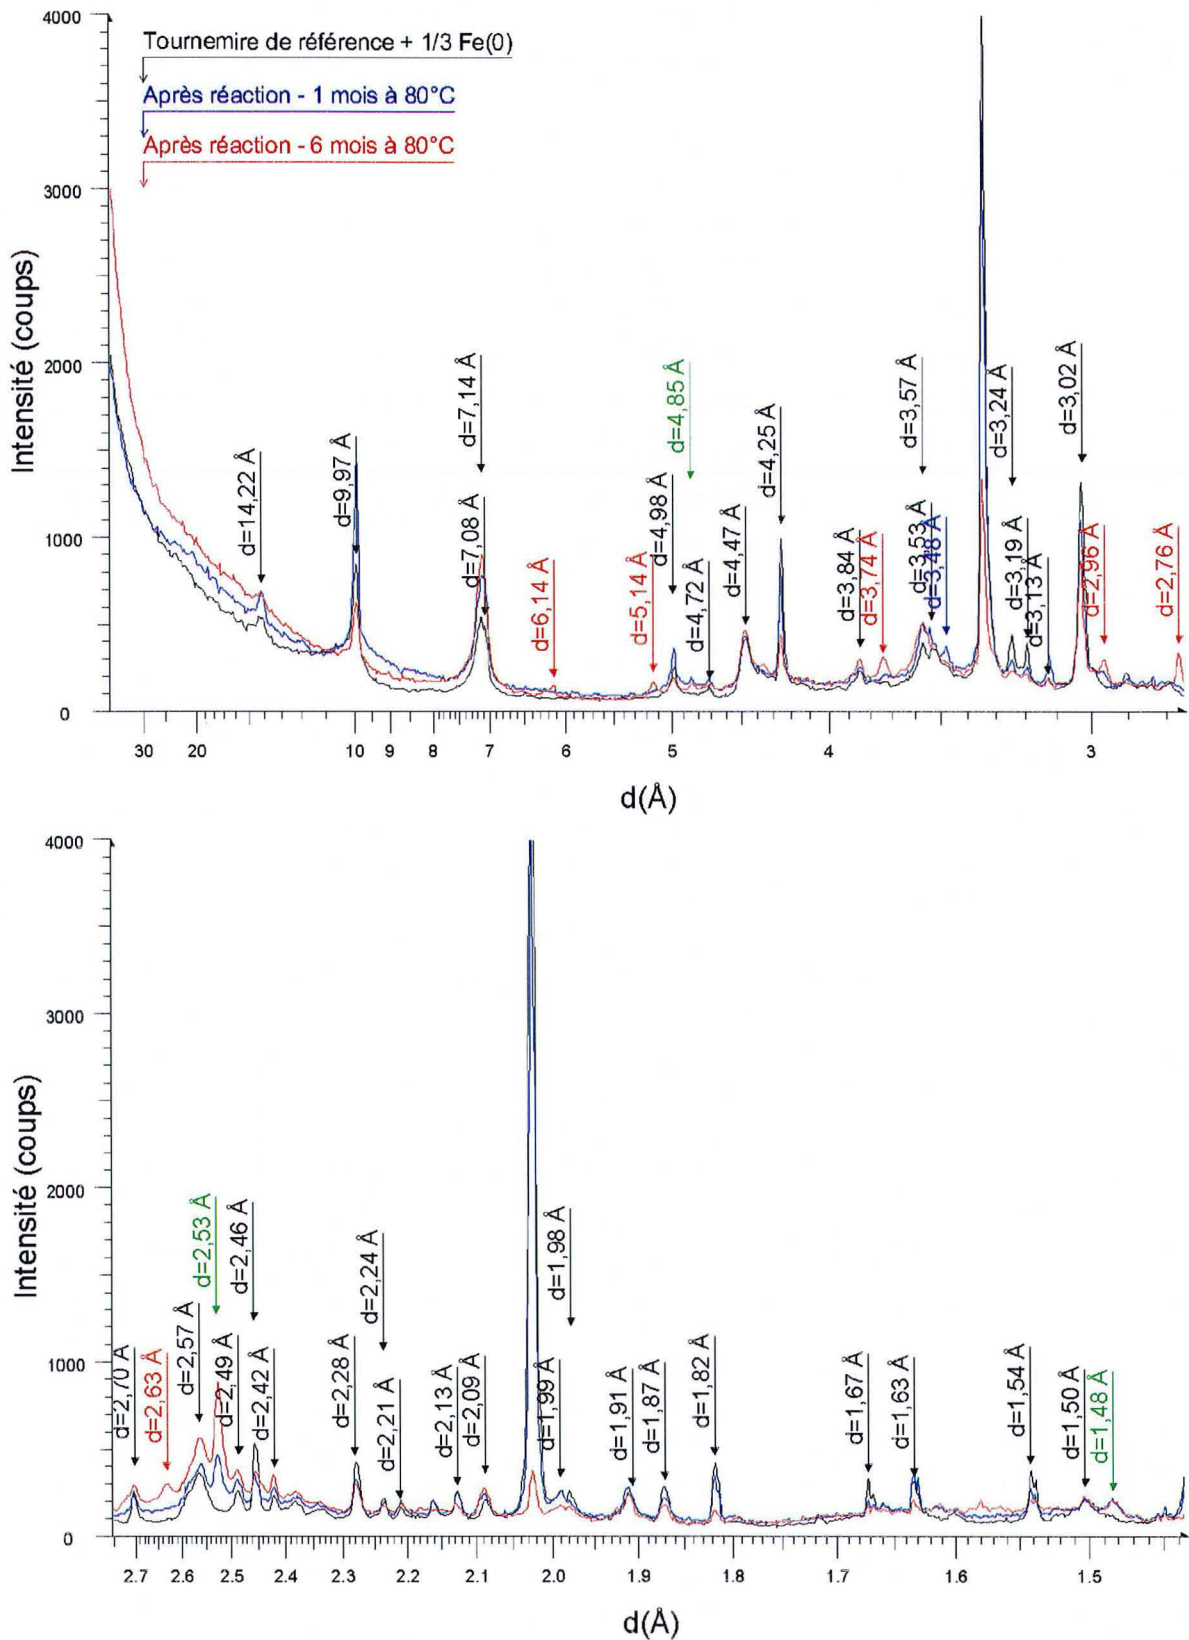 4000
Tournemire de référence + 1/3 Fe(0)
Après réaction - 1 mois à 80°C
Après réaction - 6 mois à 80°C
3000
2000
1000
0
Intensité (coups)
d=14,22 Å
d=9,97 Å
d=7,14 Å
d=7,08 Å
d=6,14 Å
d=5,14 Å
d=4,98 Å
d=4,85 Å
d=4,72 Å
d=4,47 Å
d=4,25 Å
d=3,84 Å
d=3,74 Å
d=3,57 Å
d=3,53 Å
d=3,48 Å
d=3,24 Å
d=3,19 Å
d=3,13 Å
d=3,02 Å
d=2,96 Å
d=2,76 Å
30 20 10 9 8 7 6 5 4 3
d(Å)
4000
3000
2000
1000
0
Intensité (coups)
d=2,70 Å
d=2,63 Å
d=2,57 Å
d=2,53 Å
d=2,49 Å
d=2,46 Å
d=2,42 Å
d=2,28 Å
d=2,24 Å
d=2,21 Å
d=2,13 Å
d=2,09 Å
d=1,99 Å
d=1,98 Å
d=1,91 Å
d=1,87 Å
d=1,82 Å
d=1,67 Å
d=1,63 Å
d=1,54 Å
d=1,50 Å
d=1,48 Å
2.7 2.6 2.5 2.4 2.3 2.2 2.1 2.0 1.9 1.8 1.7 1.6 1.5
d(Å)